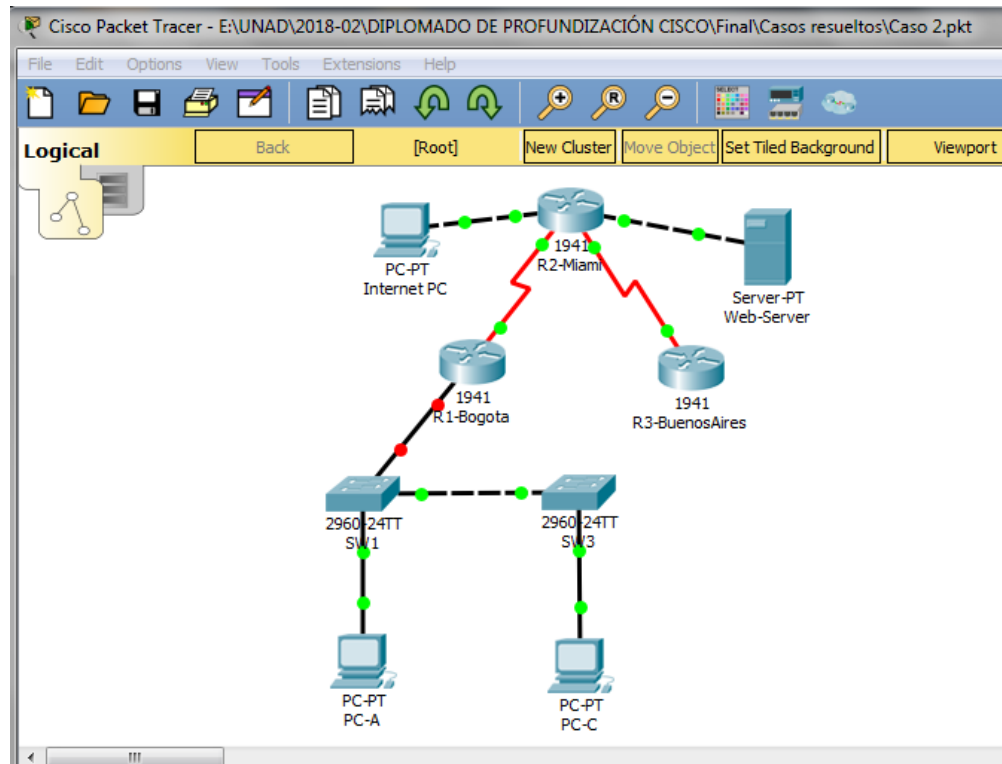 Cisco Packet Tracer - E:\UNAD\2018-02\DIPLOMADO DE PROFUNDIZACIÓN CISCO\Final\Casos resueltos\Caso 2.pkt
File Edit Options View Tools Extensions Help
R
SELECT
Logical Back [Root] New Cluster Move Object Set Tiled Background Viewport
PC-PT
Internet PC
1941
R2-Miami
Server-PT
Web-Server
1941
R1-Bogota
1941
R3-BuenosAires
2960-24TT
SW1
2960-24TT
SW3
PC-PT
PC-A
PC-PT
PC-C